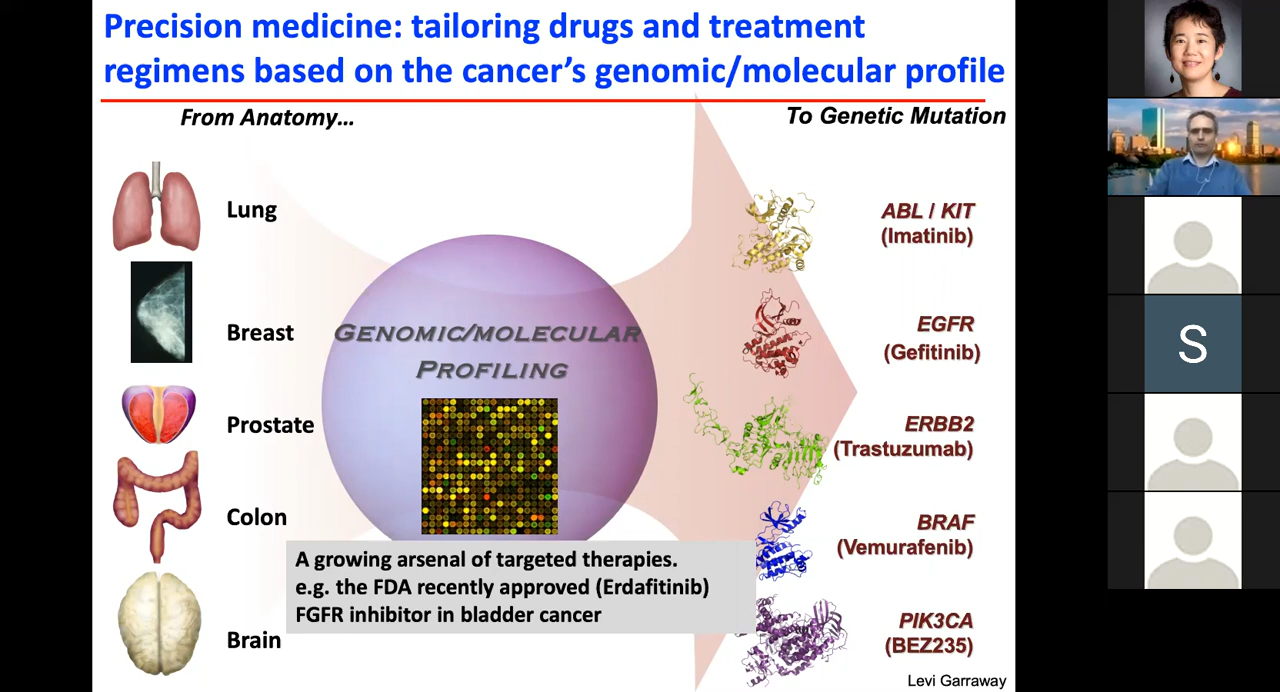 Precision medicine: tailoring drugs and treatment
regimens based on the cancer's genomic/molecular profile
From Anatomy...
To Genetic Mutation
Lung
Breast
Prostate
Colon
Brain
GENOMIC/MOLECULAR
PROFILING
A growing arsenal of targeted therapies.
e.g. the FDA recently approved (Erdafitinib)
FGFR inhibitor in bladder cancer
ABL / KIT
(Imatinib)
EGFR
(Gefitinib)
ERBB2
(Trastuzumab)
BRAF
(Vemurafenib)
PIK3CA
(BEZ235)
Levi Garraway
S